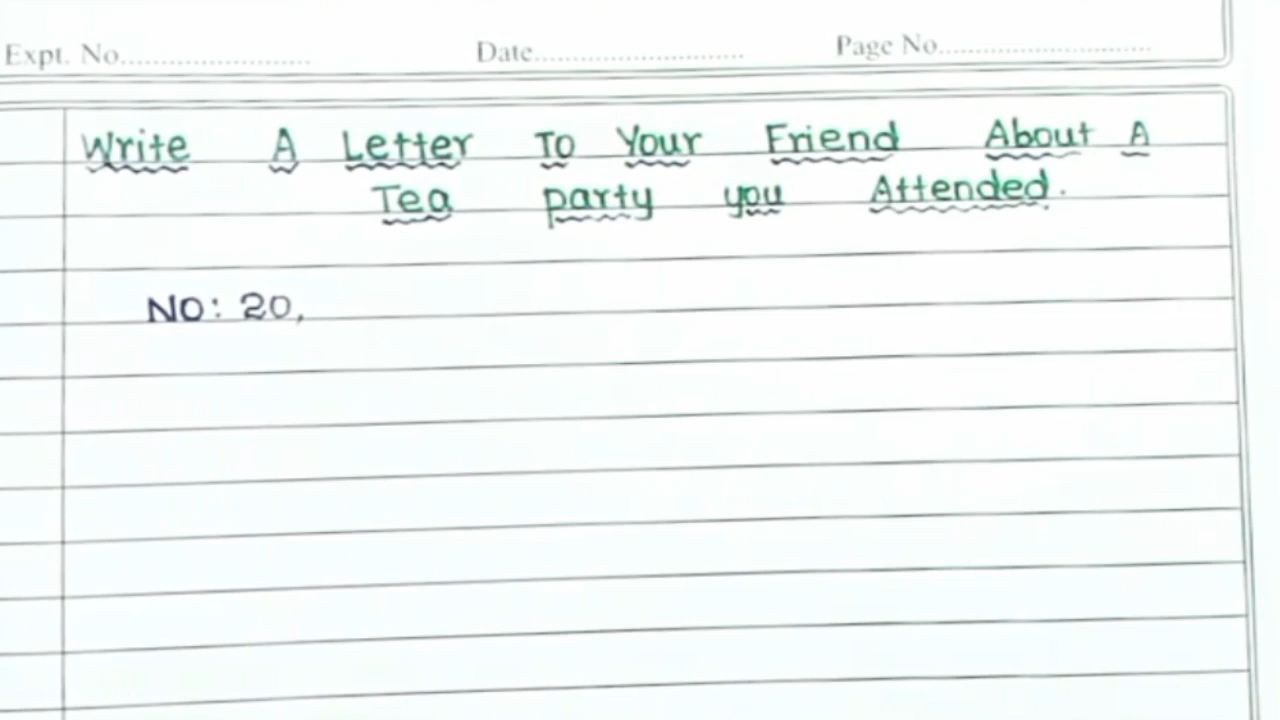 Expt. No............................ Date............................ Page No............................
Write A Letter To Your Friend About A
Tea party you Attended.
NO: 20,